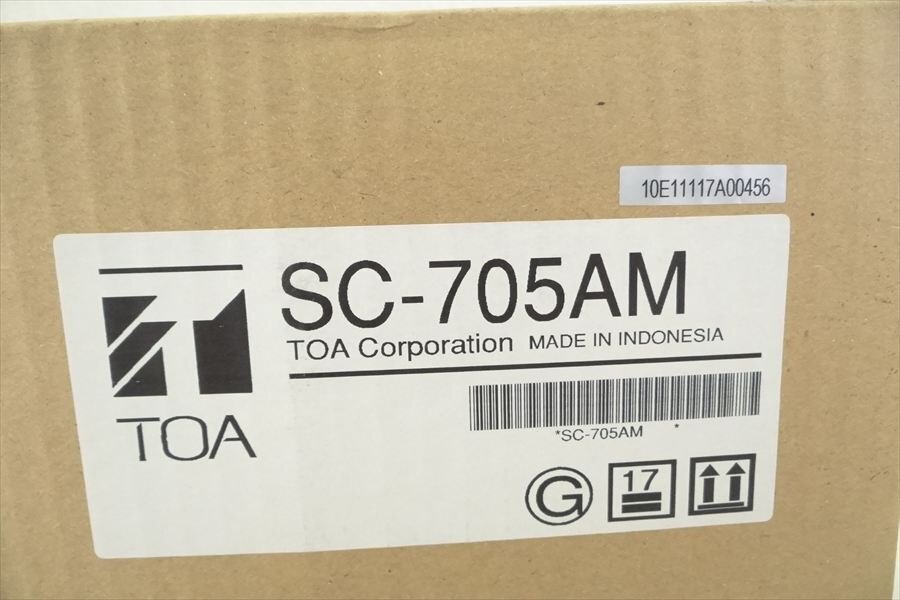 10E11117A00456
SC-705AM
TOA Corporation MADE IN INDONESIA
TOA
*SC-705AM *
G
17